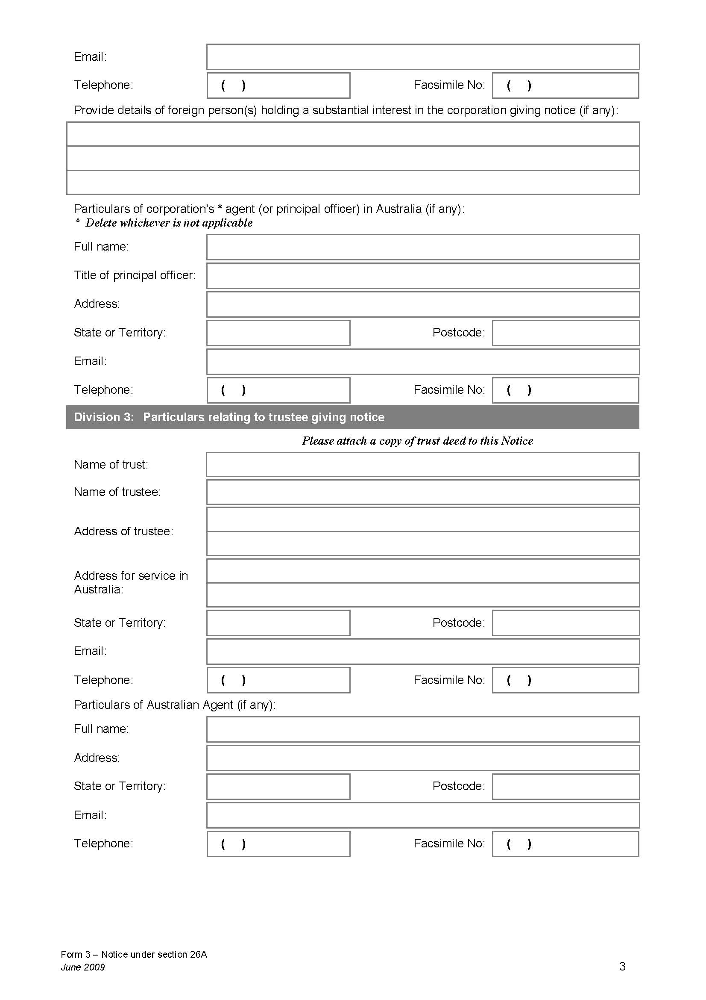 Email:
Telephone: ( ) Facsimile No: ( )
Provide details of foreign person(s) holding a substantial interest in the corporation giving notice (if any):
Particulars of corporation’s * agent (or principal officer) in Australia (if any):
* Delete whichever is not applicable
Full name:
Title of principal officer:
Address:
State or Territory: Postcode:
Email:
Telephone: ( ) Facsimile No: ( )
Division 3: Particulars relating to trustee giving notice
Please attach a copy of trust deed to this Notice
Name of trust:
Name of trustee:
Address of trustee:
Address for service in
Australia:
State or Territory: Postcode:
Email:
Telephone: ( ) Facsimile No: ( )
Particulars of Australian Agent (if any):
Full name:
Address:
State or Territory: Postcode:
Email:
Telephone: ( ) Facsimile No: ( )
Form 3 – Notice under section 26A
June 2009 3